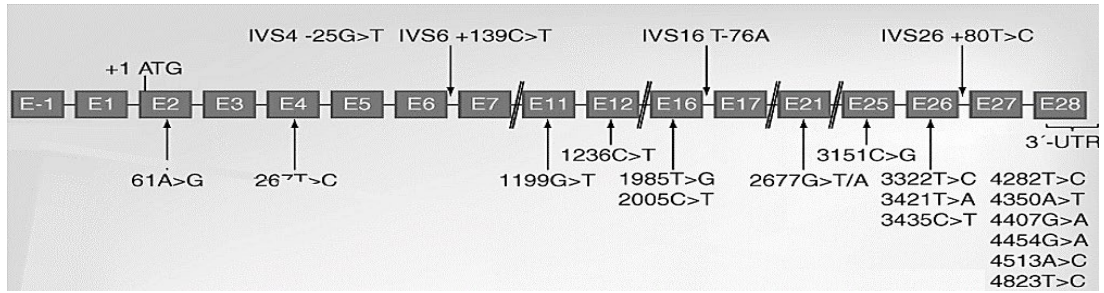 IVS4 -25G>T IVS6 +139C>T IVS16 T-76A IVS26 +80T>C
+1 ATG
E-1 E1 E2 E3 E4 E5 E6 E7 E11 E12 E16 E17 E21 E25 E26 E27 E28
3´-UTR
1236C>T 3151C>G
61A>G 1199G>T 1985T>G 2677G>T/A 3322T>C 4282T>C
2005C>T 3421T>A 4350A>T
3435C>T 4407G>A
4454G>A
4513A>C
4823T>C